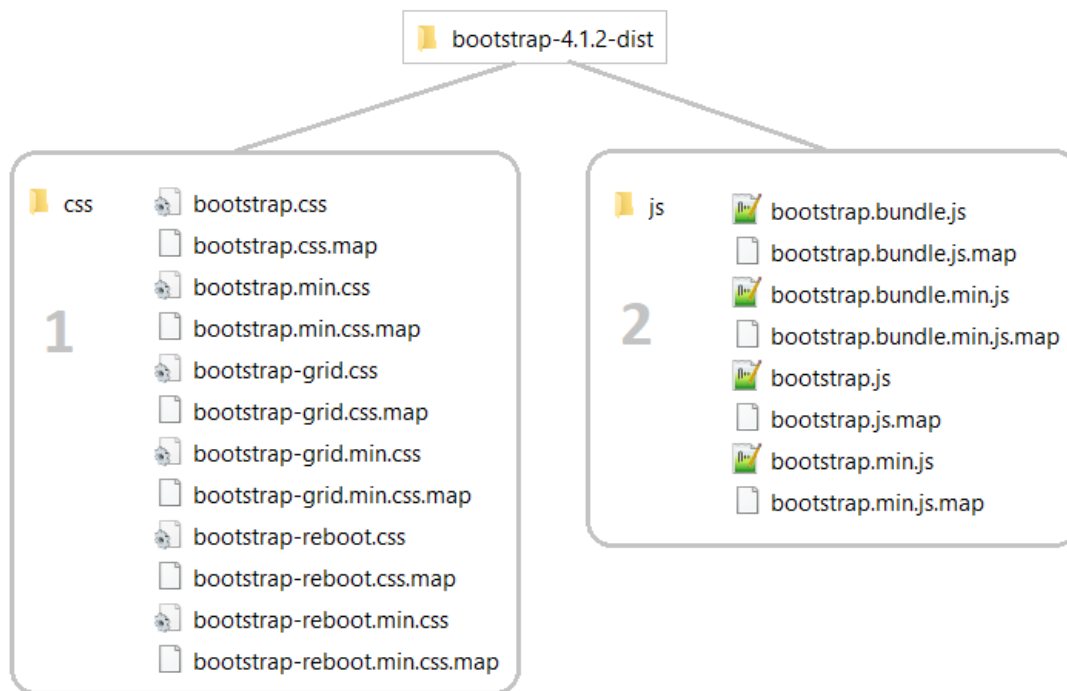 bootstrap-4.1.2-dist
css
bootstrap.css
bootstrap.css.map
bootstrap.min.css
bootstrap.min.css.map
bootstrap-grid.css
bootstrap-grid.css.map
bootstrap-grid.min.css
bootstrap-grid.min.css.map
bootstrap-reboot.css
bootstrap-reboot.css.map
bootstrap-reboot.min.css
bootstrap-reboot.min.css.map
1
js
bootstrap.bundle.js
bootstrap.bundle.js.map
bootstrap.bundle.min.js
bootstrap.bundle.min.js.map
bootstrap.js
bootstrap.js.map
bootstrap.min.js
bootstrap.min.js.map
2